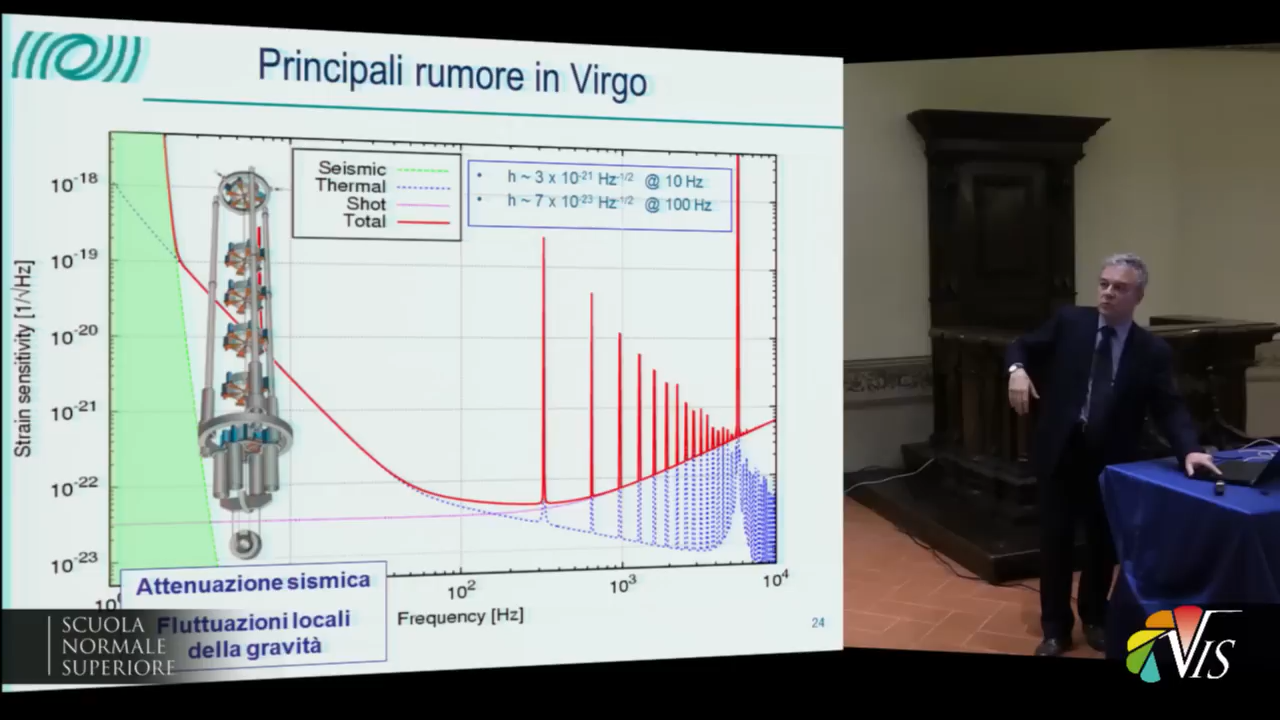 Principali rumore in Virgo
Seismic
Thermal
Shot
Total
• h ~ 3 x 10-21 Hz-1/2 @ 10 Hz
• h ~ 7 x 10-23 Hz-1/2 @ 100 Hz
Strain sensitivity [1/√Hz]
10-18
10-19
10-20
10-21
10-22
10-23
10²
10³
10⁴
Frequency [Hz]
Attenuazione sismica
Fluttuazioni locali
della gravità
24
SCUOLA
NORMALE
SUPERIORE
VIS